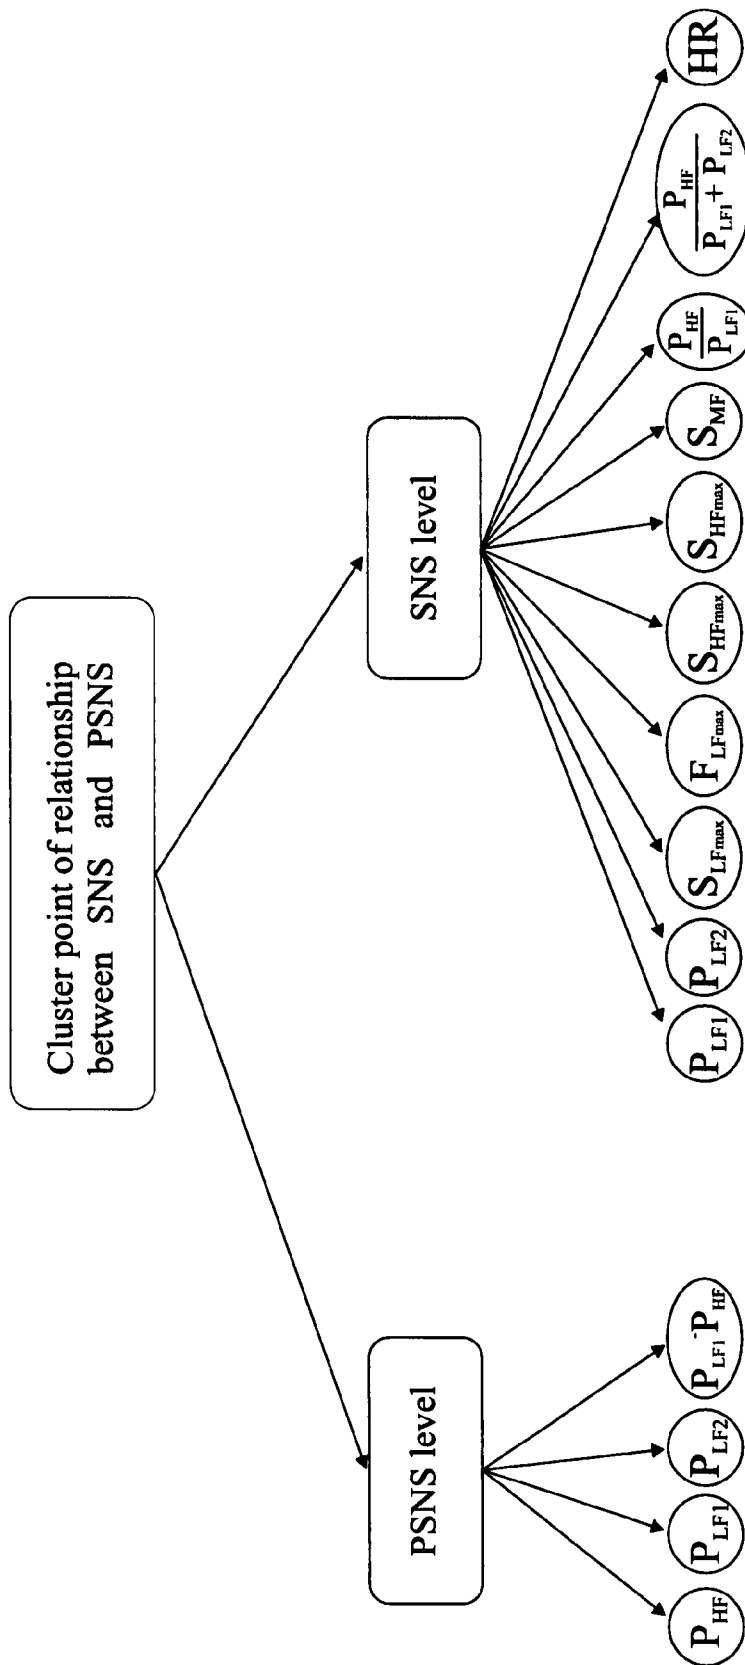 Cluster point of relationship
between SNS and PSNS
PSNS level
SNS level
P_HF
P_LF1
P_LF2
P_LF1-P_HF
P_LF1
P_LF2
S_LFmax
F_LFmax
S_HFmax
S_HFmax
S_MF
P_HF
P_LF1
P_HF
P_LF1 + P_LF2
HR